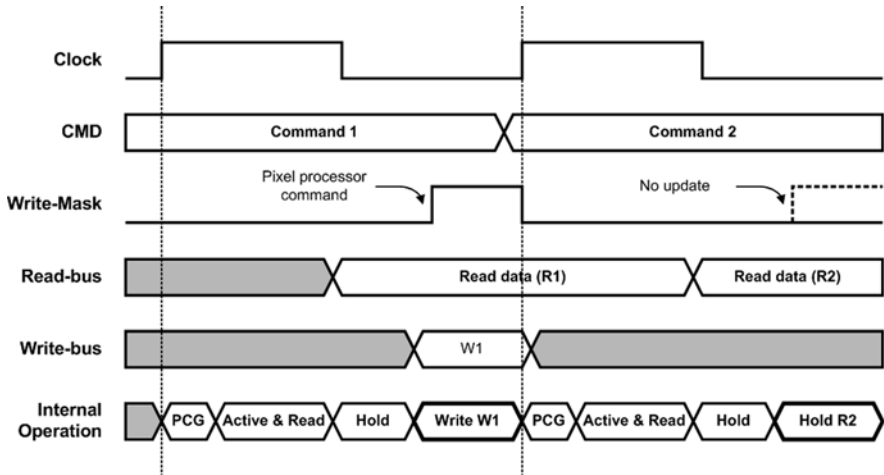 Clock
CMD
Command 1
Command 2
Write-Mask
Pixel processor
command
No update
Read-bus
Read data (R1)
Read data (R2)
Write-bus
W1
Internal
Operation
PCG
Active & Read
Hold
Write W1
PCG
Active & Read
Hold
Hold R2